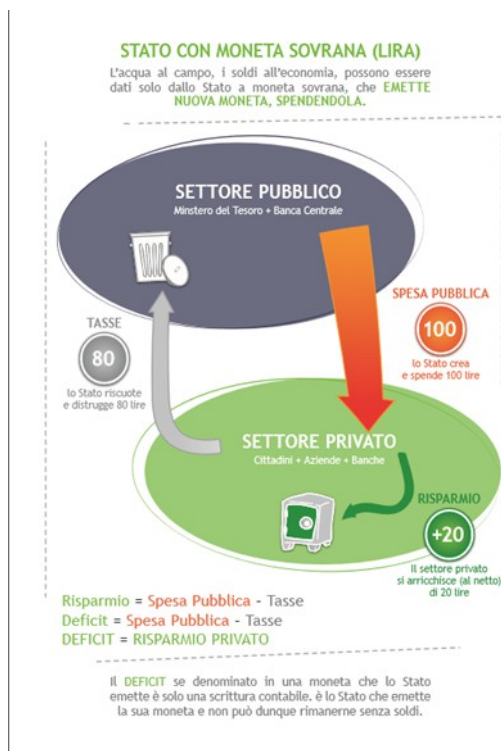 STATO CON MONETA SOVRANA (LIRA)
L'acqua al campo, i soldi all'economia, possono essere
dati solo dallo Stato a moneta sovrana, che EMETTE
NUOVA MONETA, SPENDENDOLA.
SETTORE PUBBLICO
Minstero del Tesoro + Banca Centrale
SPESA PUBBLICA
100
lo Stato crea
e spende 100 lire
TASSE
80
lo Stato riscuote
e distrugge 80 lire
SETTORE PRIVATO
Cittadini + Aziende + Banche
RISPARMIO
+20
Il settore privato
si arricchisce (al netto)
di 20 lire
Risparmio = Spesa Pubblica - Tasse
Deficit = Spesa Pubblica - Tasse
DEFICIT = RISPARMIO PRIVATO
Il DEFICIT se denominato in una moneta che lo Stato
emette è solo una scrittura contabile. è lo Stato che emette
la sua moneta e non può dunque rimanerne senza soldi.